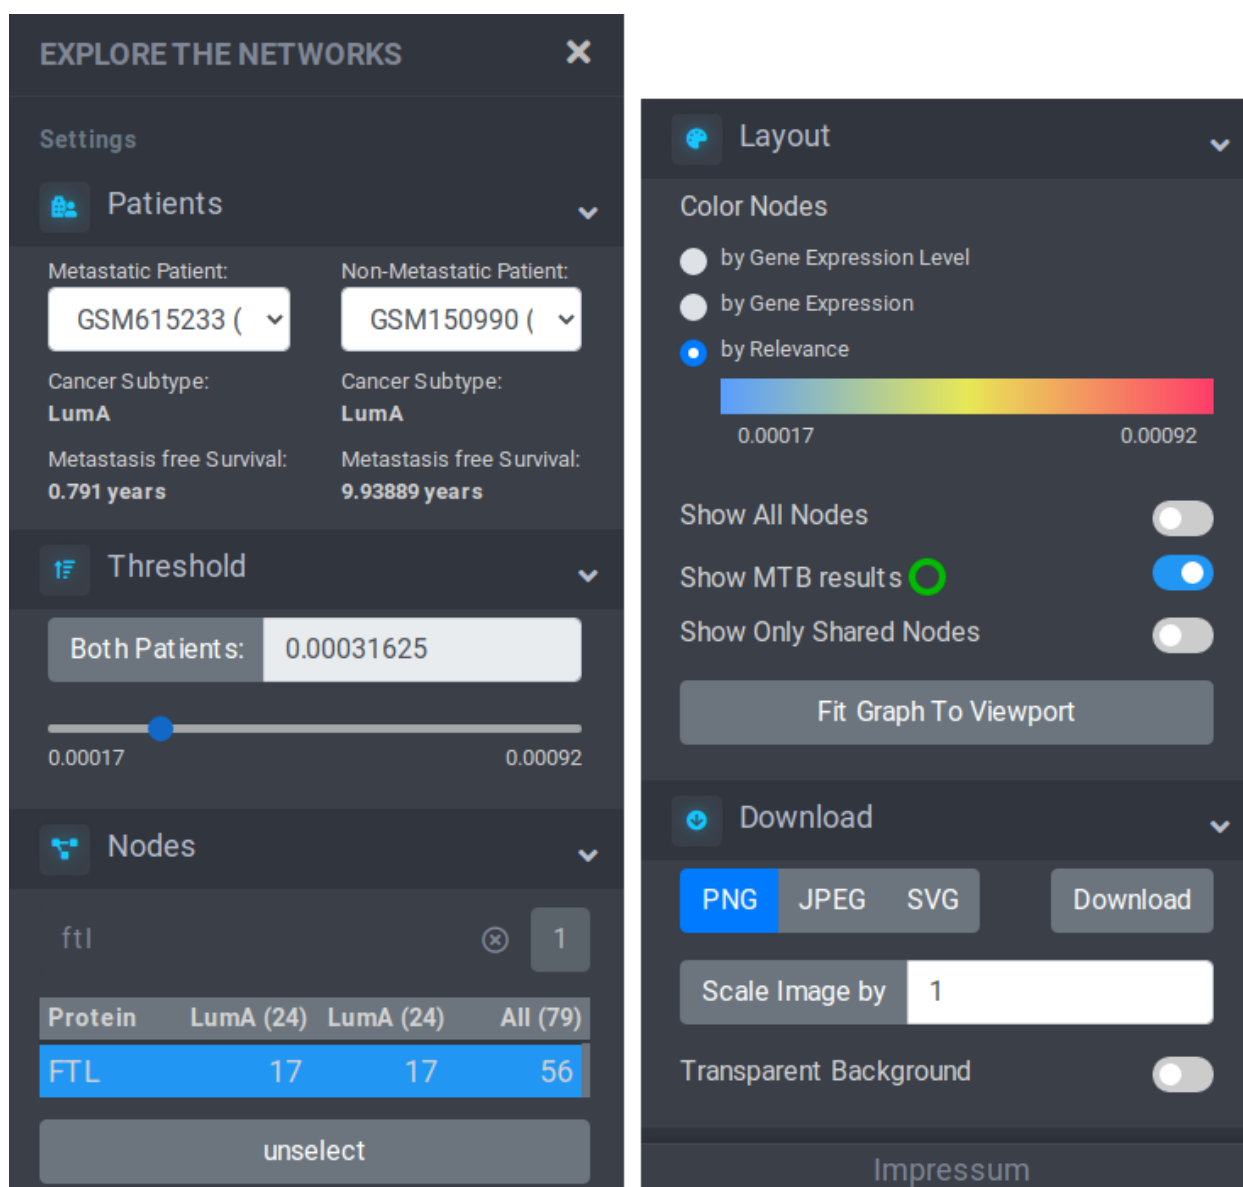 EXPLORE THE NETWORKS
Settings
Patients
Metastatic Patient: Non-Metastatic Patient:
GSM615233 ( GSM150990 (
Cancer Subtype: Cancer Subtype:
LumA LumA
Metastasis free Survival: Metastasis free Survival:
0.791 years 9.93889 years
Threshold
Both Patients: 0.00031625
0.00017 0.00092
Nodes
ftl 1
Protein LumA (24) LumA (24) All (79)
FTL 17 17 56
unselect
Layout
Color Nodes
by Gene Expression Level
by Gene Expression
by Relevance
0.00017 0.00092
Show All Nodes
Show MTB results
Show Only Shared Nodes
Fit Graph To Viewport
Download
PNG JPEG SVG Download
Scale Image by 1
Transparent Background
Impressum